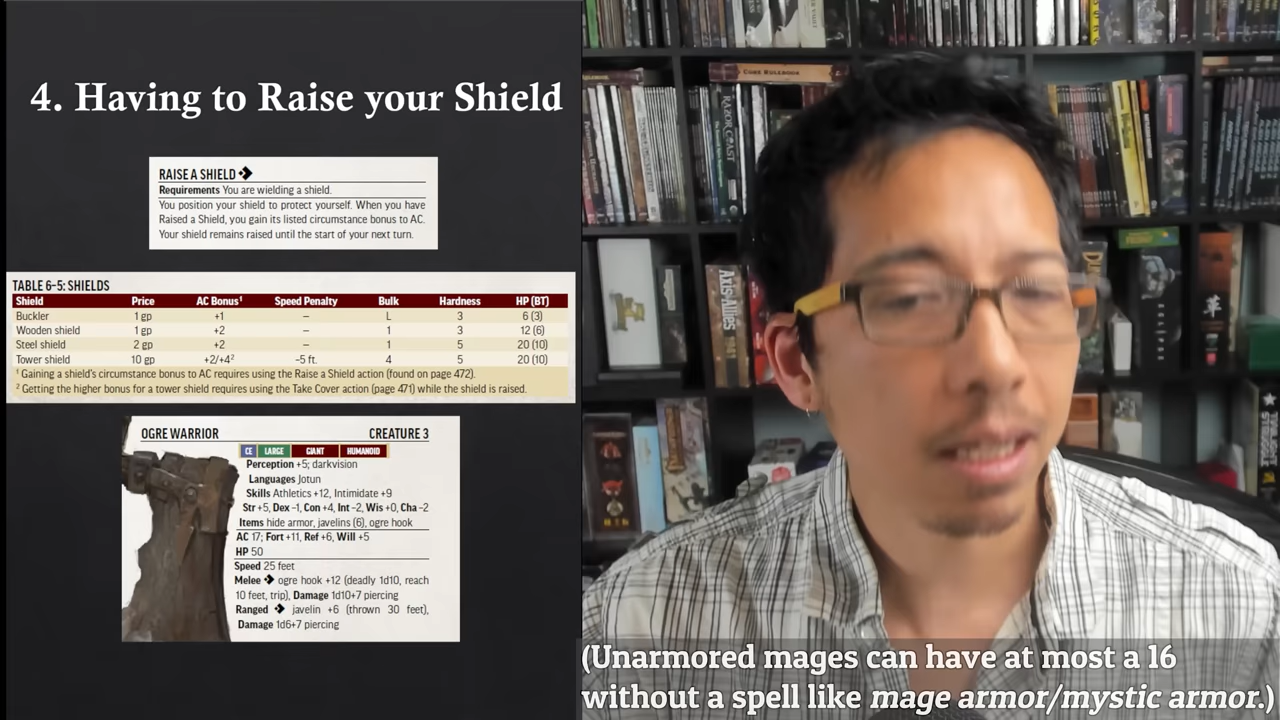 4. Having to Raise your Shield
RAISE A SHIELD
Requirements You are wielding a shield.
You position your shield to protect yourself. When you have
Raised a Shield, you gain its listed circumstance bonus to AC.
Your shield remains raised until the start of your next turn.
TABLE 6–5: SHIELDS
Shield Price AC Bonus¹ Speed Penalty Bulk Hardness HP (BT)
Buckler 1 gp +1 — L 3 6 (3)
Wooden shield 1 gp +2 — 1 3 12 (6)
Steel shield 2 gp +2 — 1 5 20 (10)
Tower shield 10 gp +2/+4² –5 ft. 4 5 20 (10)
¹ Gaining a shield's circumstance bonus to AC requires using the Raise a Shield action (found on page 472).
² Getting the higher bonus for a tower shield requires using the Take Cover action (page 471) while the shield is raised.
OGRE WARRIOR CREATURE 3
CE LARGE GIANT HUMANOID
Perception +5; darkvision
Languages Jotun
Skills Athletics +12, Intimidate +9
Str +5, Dex –1, Con +4, Int –2, Wis +0, Cha –2
Items hide armor, javelins (6), ogre hook
AC 17; Fort +11, Ref +6, Will +5
HP 50
Speed 25 feet
Melee ogre hook +12 (deadly 1d10, reach
10 feet, trip), Damage 1d10+7 piercing
Ranged javelin +6 (thrown 30 feet),
Damage 1d6+7 piercing
CORE RULEBOOK
RAZOR COAST
Axis & Allies
革
(Unarmored mages can have at most a 16
without a spell like mage armor/mystic armor.)